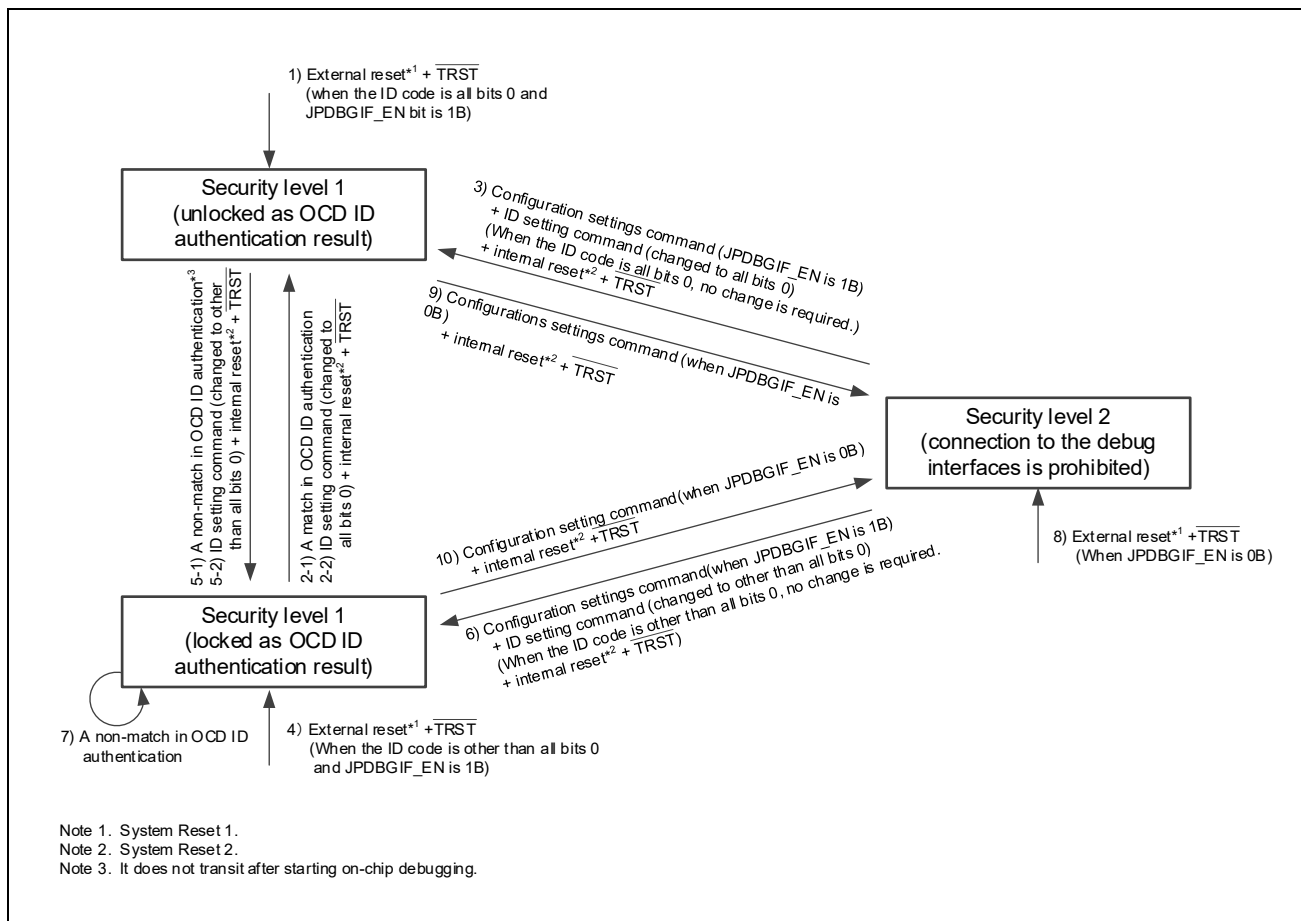 1) External reset*1 + TRST
(when the ID code is all bits 0 and
JPDBGIF_EN bit is 1B)
Security level 1
(unlocked as OCD ID
authentication result)
3) Configuration settings command (JPDBGIF_EN is 1B)
+ ID setting command (changed to all bits 0)
(When the ID code is all bits 0, no change is required.)
+ internal reset*2 + TRST
9) Configurations settings command (when JPDBGIF_EN is
0B)
+ internal reset*2 + TRST
5-1) A non-match in OCD ID authentication*3
5-2) ID setting command (changed to other
than all bits 0) + internal reset*2 + TRST
2-1) A match in OCD ID authentication
2-2) ID setting command (changed to
all bits 0) + internal reset*2 + TRST
Security level 2
(connection to the debug
interfaces is prohibited)
10) Configuration setting command(when JPDBGIF_EN is 0B)
+ internal reset*2 +TRST
8) External reset*1 +TRST
(When JPDBGIF_EN is 0B)
6) Configuration settings command(when JPDBGIF_EN is 1B)
+ ID setting command (changed to other than all bits 0)
(When the ID code is other than all bits 0, no change is required.
+ internal reset*2 + TRST)
Security level 1
(locked as OCD ID
authentication result)
7) A non-match in OCD ID
authentication
4) External reset*1 +TRST
(When the ID code is other than all bits 0
and JPDBGIF_EN is 1B)
Note 1. System Reset 1.
Note 2. System Reset 2.
Note 3. It does not transit after starting on-chip debugging.